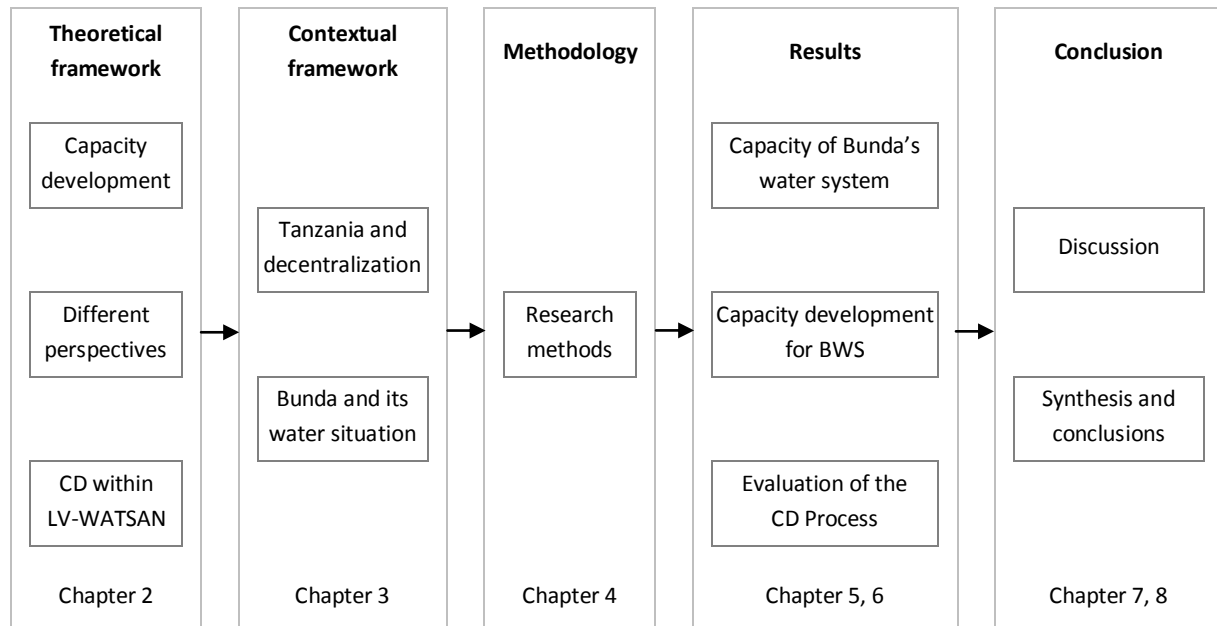 Theoretical
framework
Capacity
development
Different
perspectives
CD within
LV-WATSAN
Chapter 2
Contextual
framework
Tanzania and
decentralization
Bunda and its
water situation
Chapter 3
Methodology
Research
methods
Chapter 4
Results
Capacity of Bunda's
water system
Capacity development
for BWS
Evaluation of the
CD Process
Chapter 5, 6
Conclusion
Discussion
Synthesis and
conclusions
Chapter 7, 8